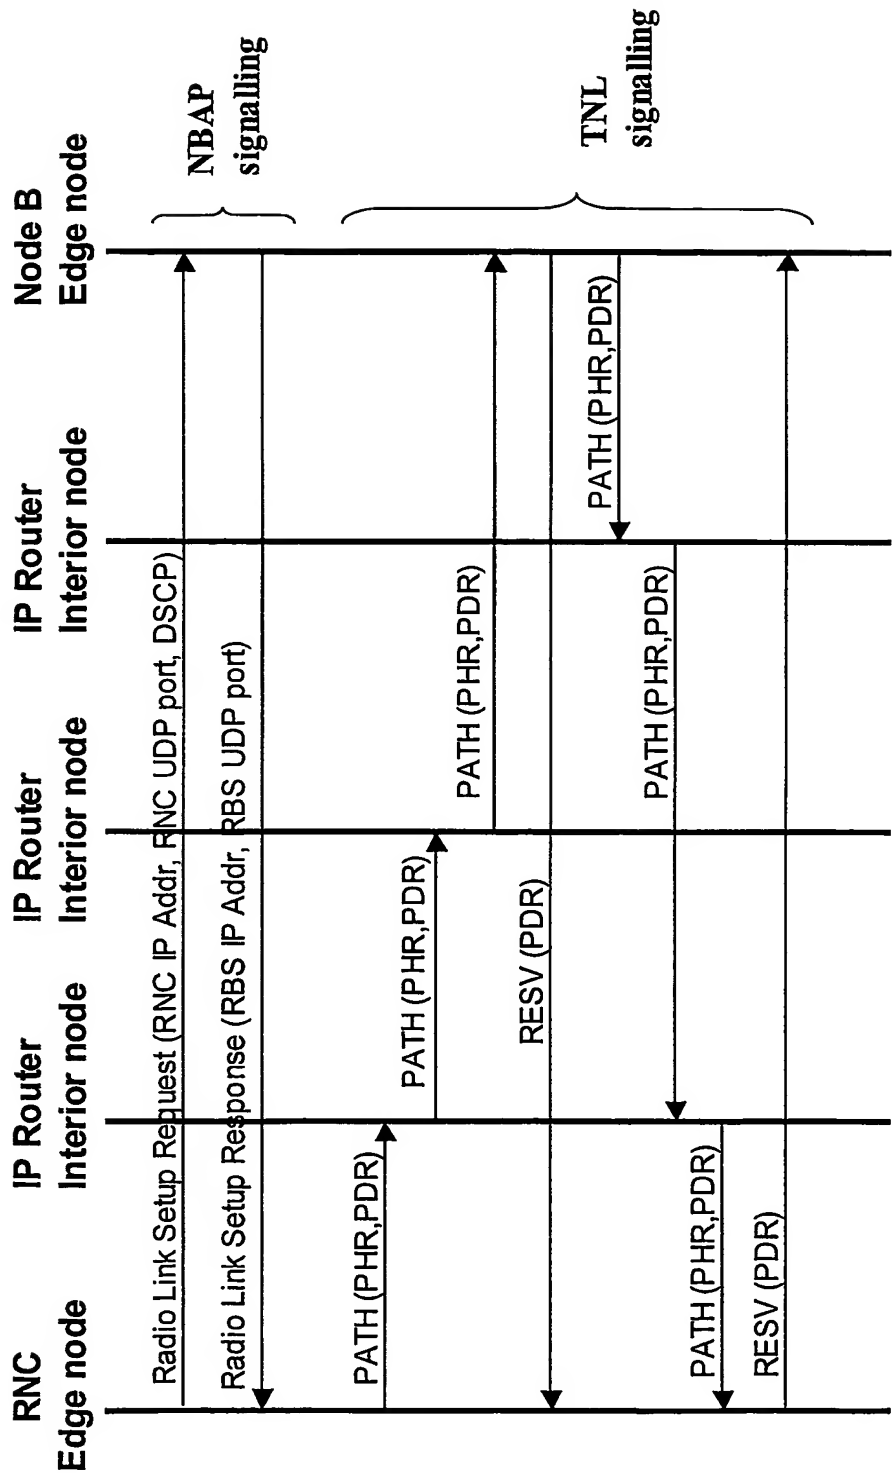 RNC
Edge node
IP Router
Interior node
IP Router
Interior node
IP Router
Interior node
Node B
Edge node
Radio Link Setup Request (RNC IP Addr, RNC UDP port, DSCP)
Radio Link Setup Response (RBS IP Addr, RBS UDP port)
NBAP
signalling
PATH (PHR,PDR)
PATH (PHR,PDR)
PATH (PHR,PDR)
RESV (PDR)
PATH (PHR,PDR)
PATH (PHR,PDR)
PATH (PHR,PDR)
RESV (PDR)
TNL
signalling